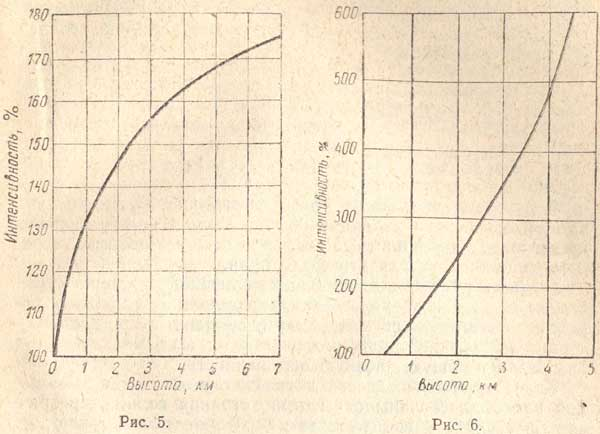 180
170
160
150
140
130
120
110
100
Интенсивность, %
0 1 2 3 4 5 6 7
Высота, км
Рис. 5.
600
500
400
300
200
100
Интенсивность, %
0 1 2 3 4 5
Высота, км
Рис. 6.